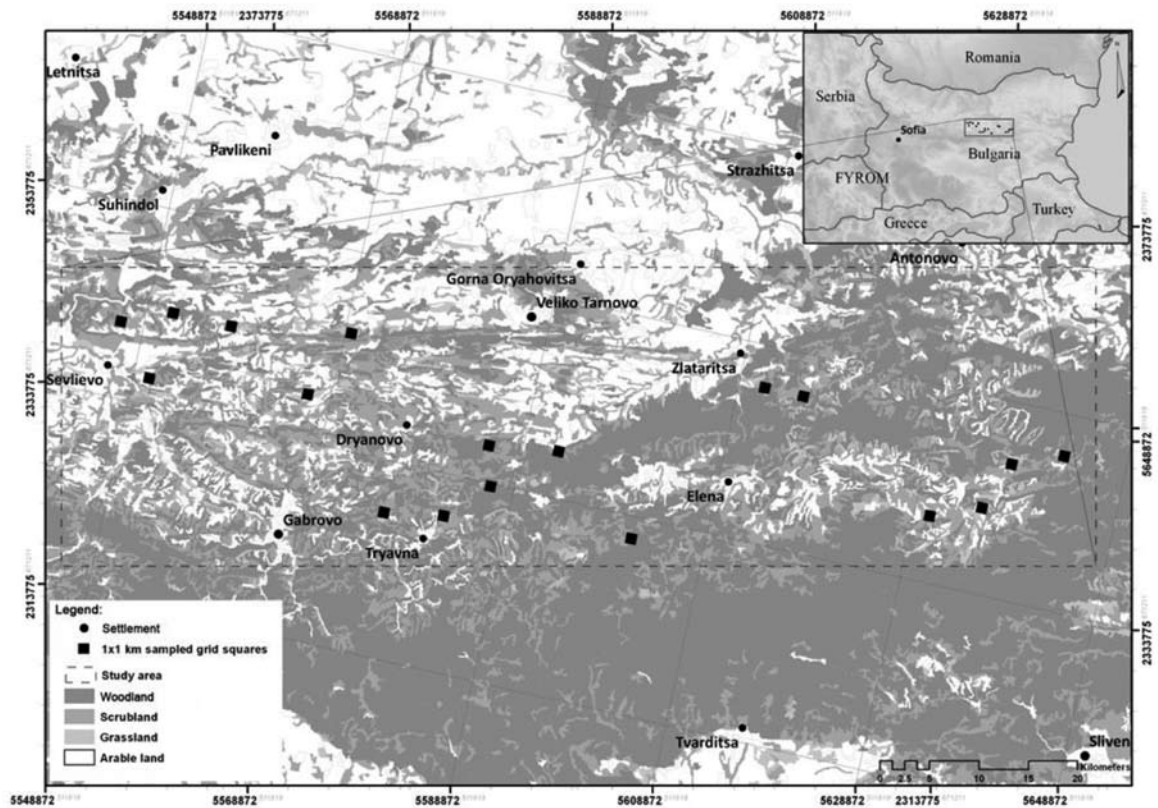 5548872 2373775 5568872 5588872 5608872 5628872
Letnitsa
Pavlikeni
Suhindol
Strazhitsa
Romania
Serbia
Sofia
Bulgaria
FYROM
Greece
Turkey
2353775
2373775
Antonovo
Gorna Oryahovitsa
Veliko Tarnovo
Sevlievo
Zlataritsa
2333775
Dryanovo
5648872
Elena
Gabrovo
Tryavna
2313775
2333775
Legend:
Settlement
1x1 km sampled grid squares
Study area
Woodland
Scrubland
Grassland
Arable land
Tvarditsa
Sliven
Kilometers
0 2.5 5 10 15 20
5548872 5568872 5588872 5608872 5628872 2313775 5648872